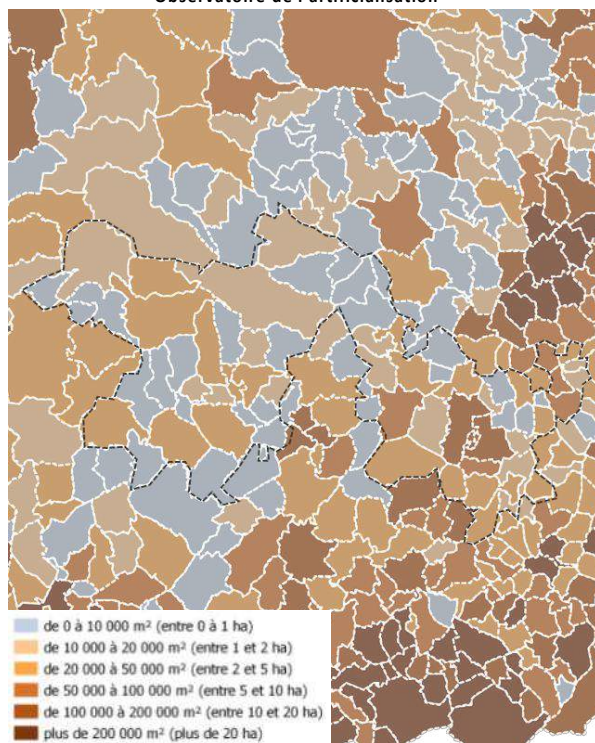 Observatoire de l'artificialisation
de 0 à 10 000 m² (entre 0 à 1 ha)
de 10 000 à 20 000 m² (entre 1 et 2 ha)
de 20 000 à 50 000 m² (entre 2 et 5 ha)
de 50 000 à 100 000 m² (entre 5 et 10 ha)
de 100 000 à 200 000 m² (entre 10 et 20 ha)
plus de 200 000 m² (plus de 20 ha)